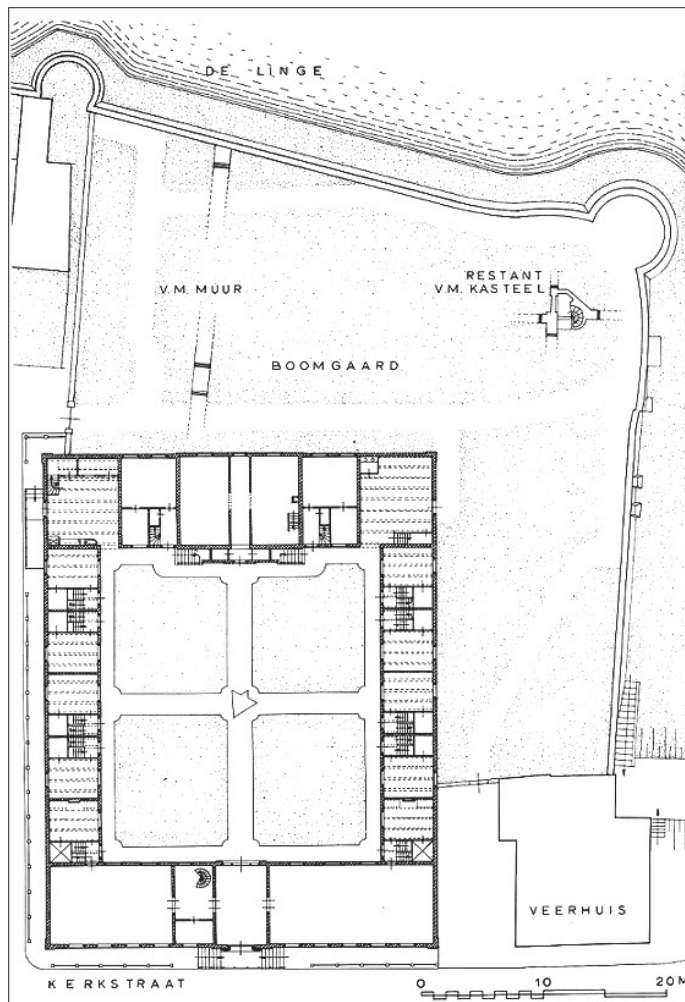 DE LINGE
V.M. MUUR
RESTANT
V.M. KASTEEL
BOOMGAARD
VEERHUIS
KERKSTRAAT
0 10 20M